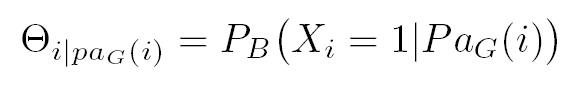 Θ_{i|pa_G(i)} = P_B(X_i = 1|Pa_G(i))